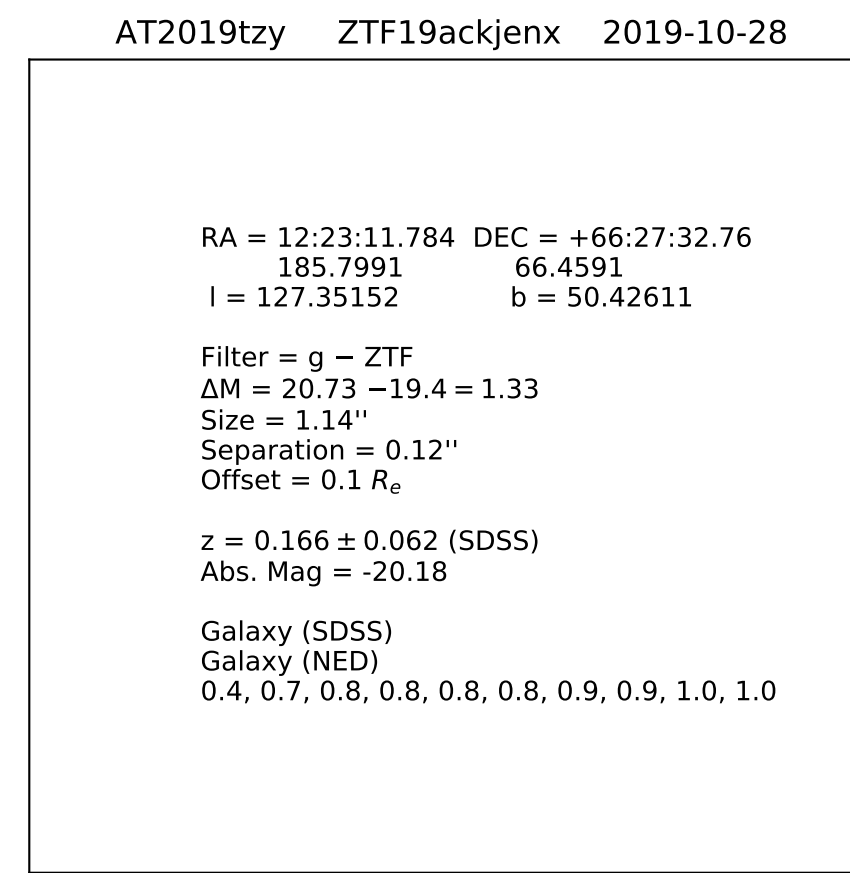 AT2019tzy ZTF19ackjenx 2019-10-28
RA = 12:23:11.784 DEC = +66:27:32.76
185.7991 66.4591
l = 127.35152 b = 50.42611
Filter = g − ZTF
ΔM = 20.73 −19.4 = 1.33
Size = 1.14''
Separation = 0.12''
Offset = 0.1 Rₑ
z = 0.166 ± 0.062 (SDSS)
Abs. Mag = -20.18
Galaxy (SDSS)
Galaxy (NED)
0.4, 0.7, 0.8, 0.8, 0.8, 0.8, 0.9, 0.9, 1.0, 1.0